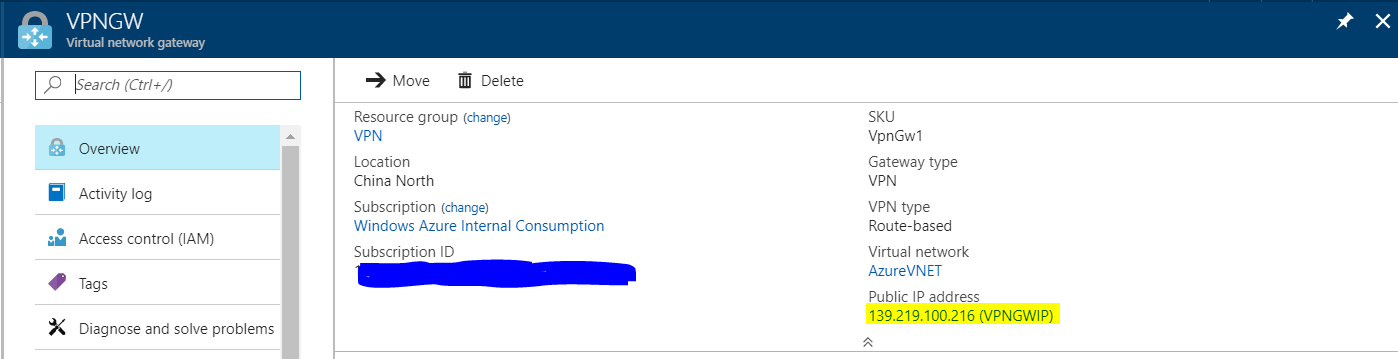 VPNGW
Virtual network gateway
Search (Ctrl+/)
Overview
Activity log
Access control (IAM)
Tags
Diagnose and solve problems
Move
Delete
Resource group (change)
VPN
Location
China North
Subscription (change)
Windows Azure Internal Consumption
Subscription ID
SKU
VpnGw1
Gateway type
VPN
VPN type
Route-based
Virtual network
AzureVNET
Public IP address
139.219.100.216 (VPNGWIP)